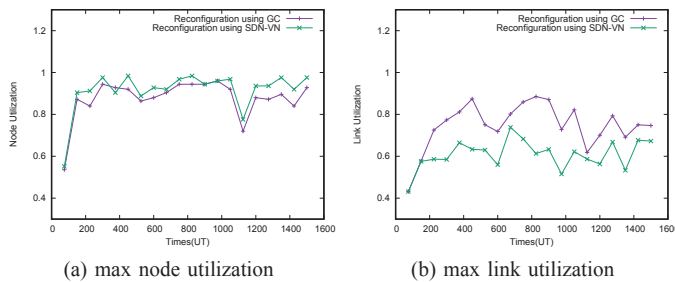 Reconfiguration using GC
Reconfiguration using SDN-VN
1.2
1
0.8
0.6
0.4
Node Utilization
0 200 400 600 800 1000 1200 1400 1600
Times(UT)
(a) max node utilization
Reconfiguration using GC
Reconfiguration using SDN-VN
1.2
1
0.8
0.6
0.4
Link Utilization
0 200 400 600 800 1000 1200 1400 1600
Times(UT)
(b) max link utilization